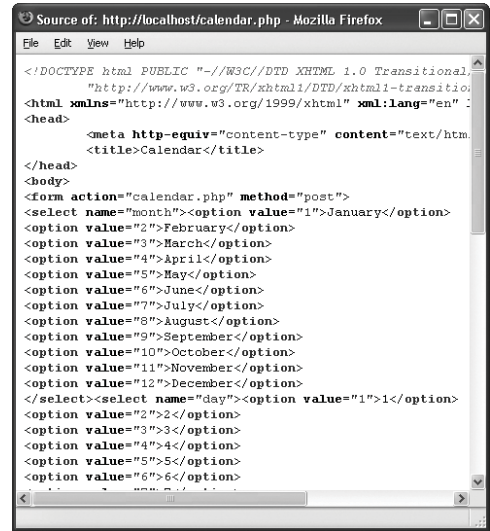 Source of: http://localhost/calendar.php - Mozilla Firefox
File Edit View Help
<!DOCTYPE html PUBLIC "-//W3C//DTD XHTML 1.0 Transitional/
"http://www.w3.org/TR/xhtml1/DTD/xhtml1-transitio
<html xmlns="http://www.w3.org/1999/xhtml" xml:lang="en"
<head>
<meta http-equiv="content-type" content="text/htm
<title>Calendar</title>
</head>
<body>
<form action="calendar.php" method="post">
<select name="month"><option value="1">January</option>
<option value="2">February</option>
<option value="3">March</option>
<option value="4">April</option>
<option value="5">May</option>
<option value="6">June</option>
<option value="7">July</option>
<option value="8">August</option>
<option value="9">September</option>
<option value="10">October</option>
<option value="11">November</option>
<option value="12">December</option>
</select><select name="day"><option value="1">1</option>
<option value="2">2</option>
<option value="3">3</option>
<option value="4">4</option>
<option value="5">5</option>
<option value="6">6</option>